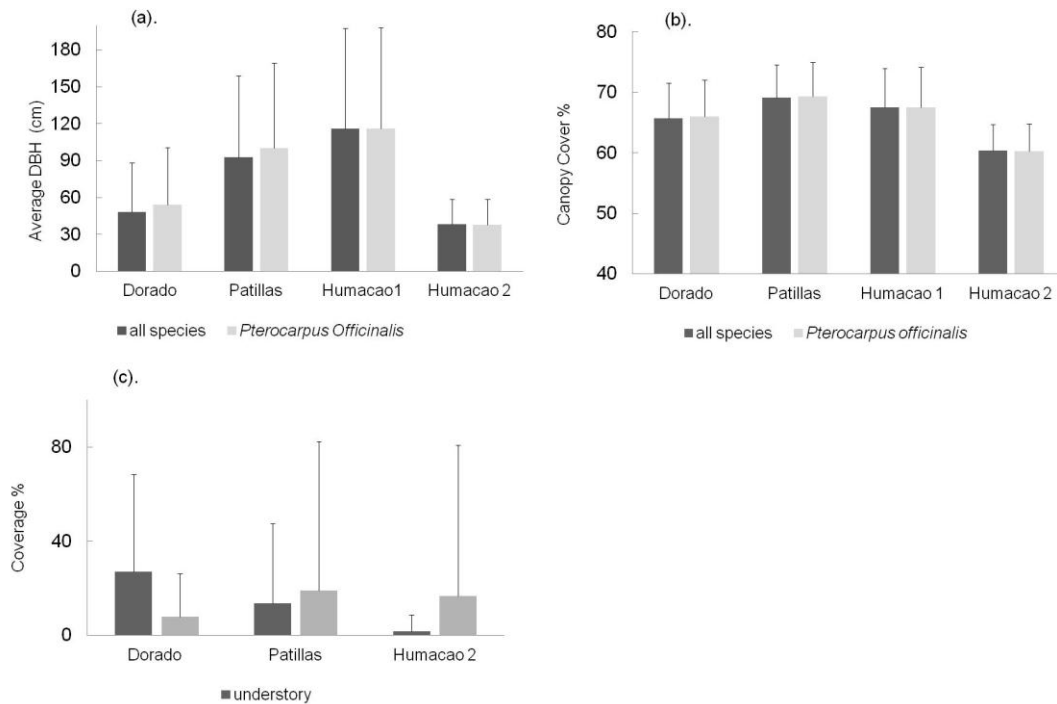 (a).
Average DBH (cm)
180
150
120
90
60
30
0
Dorado Patillas Humacao1 Humacao 2
all species Pterocarpus Officinalis
(b).
Canopy Cover %
80
70
60
50
40
Dorado Patillas Humacao 1 Humacao 2
all species Pterocarpus officinalis
(c).
Coverage %
80
40
0
Dorado Patillas Humacao 2
understory